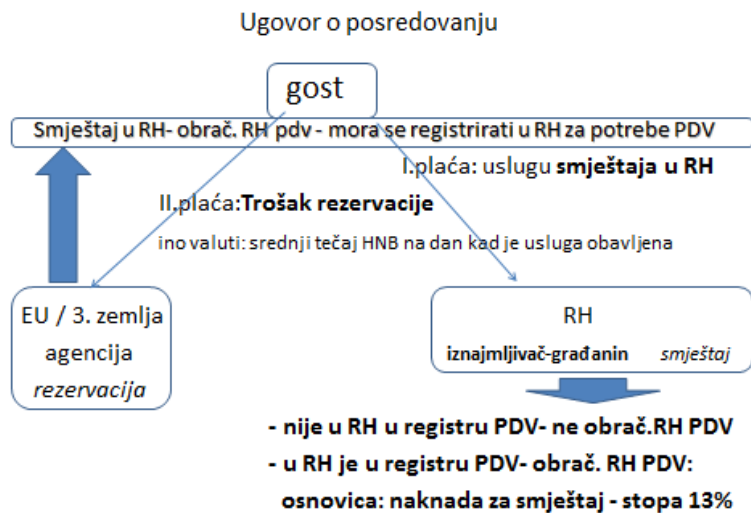 Ugovor o posredovanju
gost
Smještaj u RH- obrač. RH pdv - mora se registrirati u RH za potrebe PDV
I.plaća: uslugu smještaja u RH
II.plaća:Trošak rezervacije
ino valuti: srednji tečaj HNB na dan kad je usluga obavljena
EU / 3. zemlja
agencija
rezervacija
RH
iznajmljivač-građanin smještaj
- nije u RH u registru PDV- ne obrač.RH PDV
- u RH je u registru PDV- obrač. RH PDV:
osnovica: naknada za smještaj - stopa 13%